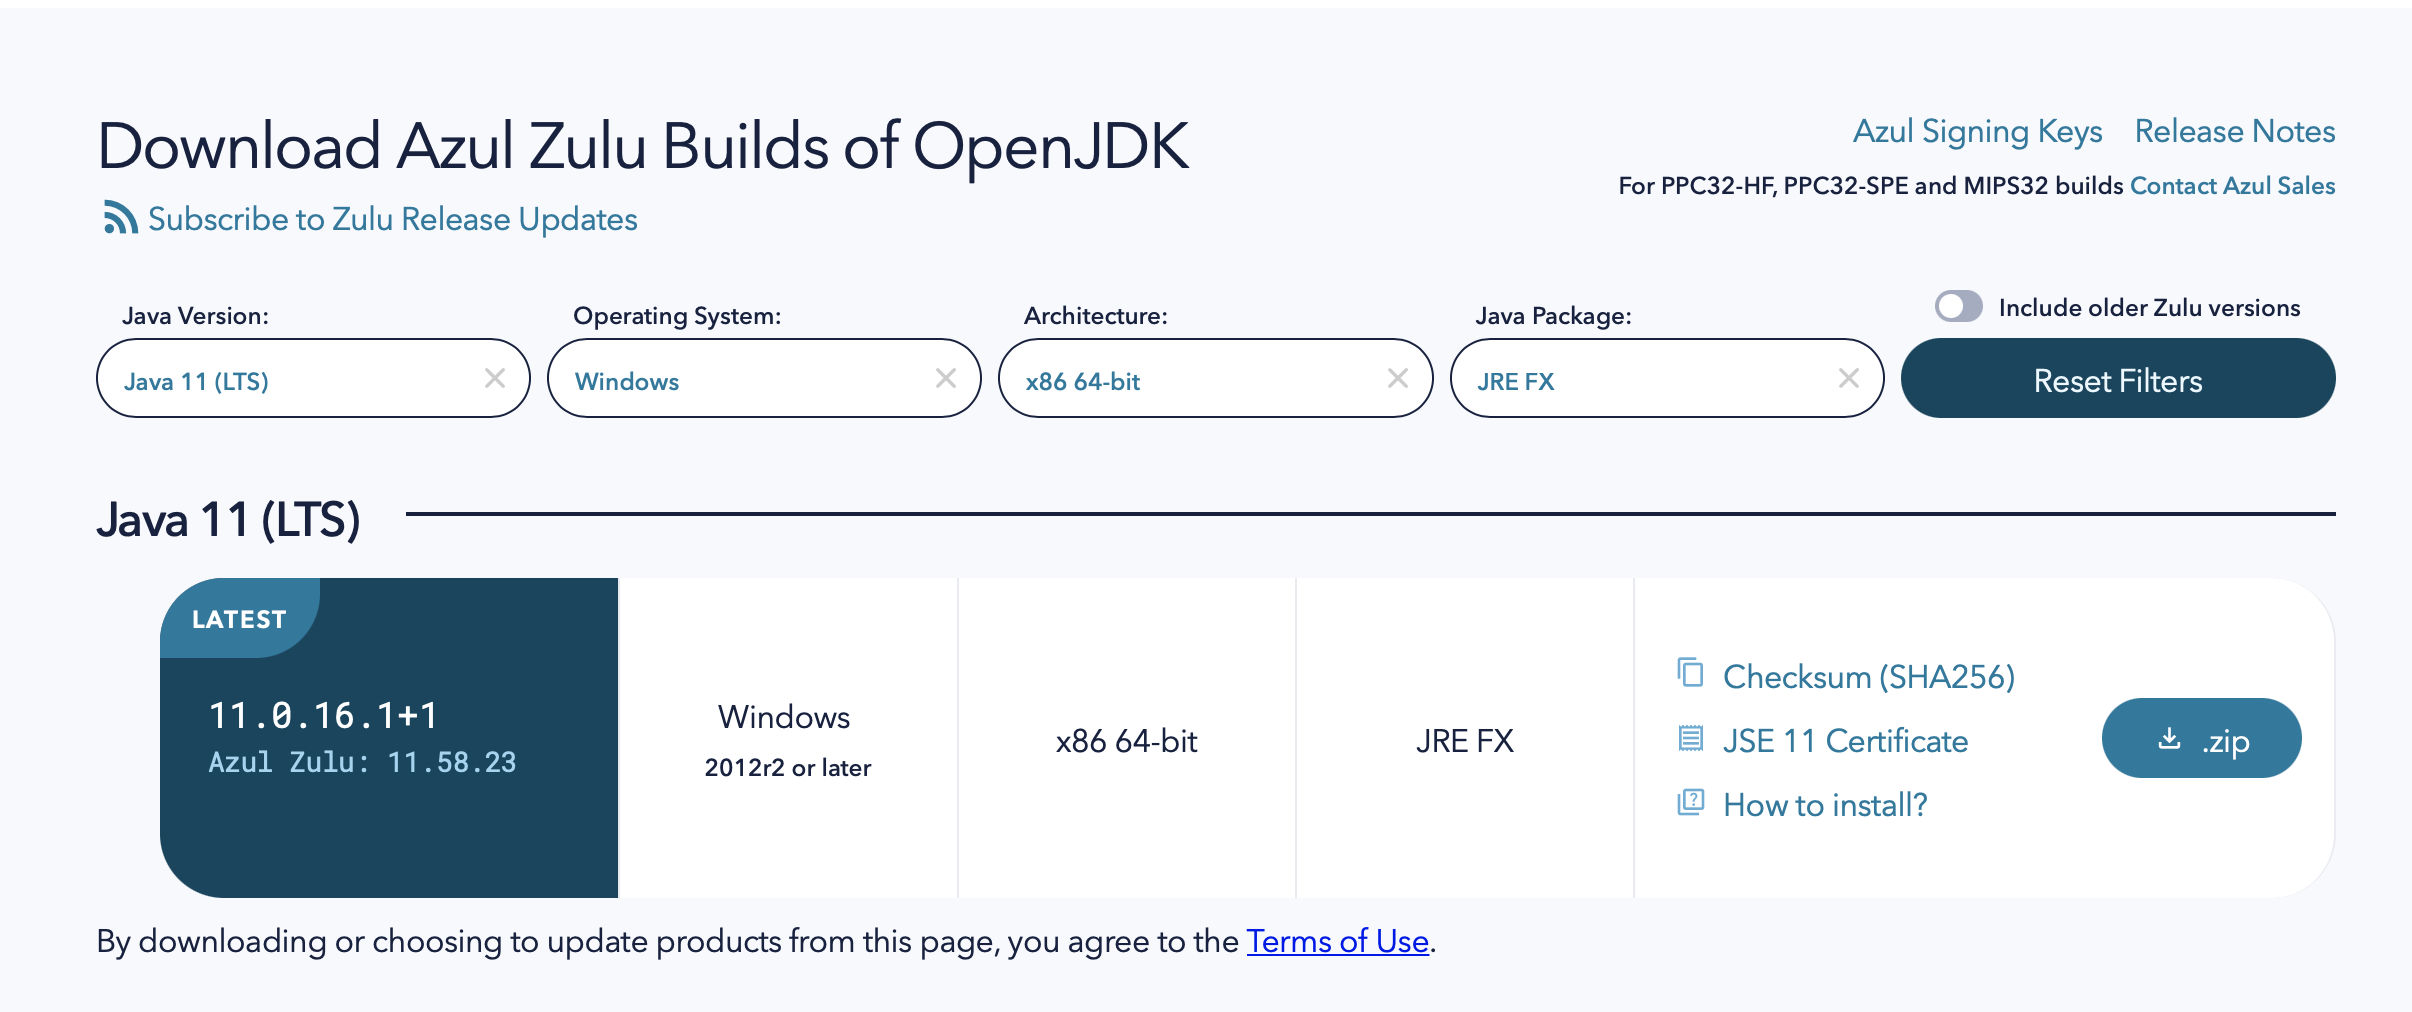 Download Azul Zulu Builds of OpenJDK
Azul Signing Keys Release Notes
For PPC32-HF, PPC32-SPE and MIPS32 builds Contact Azul Sales
Subscribe to Zulu Release Updates
Java Version:
Operating System:
Architecture:
Java Package:
Include older Zulu versions
Java 11 (LTS)
Windows
x86 64-bit
JRE FX
Reset Filters
Java 11 (LTS)
LATEST
11.0.16.1+1
Azul Zulu: 11.58.23
Windows
2012r2 or later
x86 64-bit
JRE FX
Checksum (SHA256)
JSE 11 Certificate
How to install?
.zip
By downloading or choosing to update products from this page, you agree to the Terms of Use.